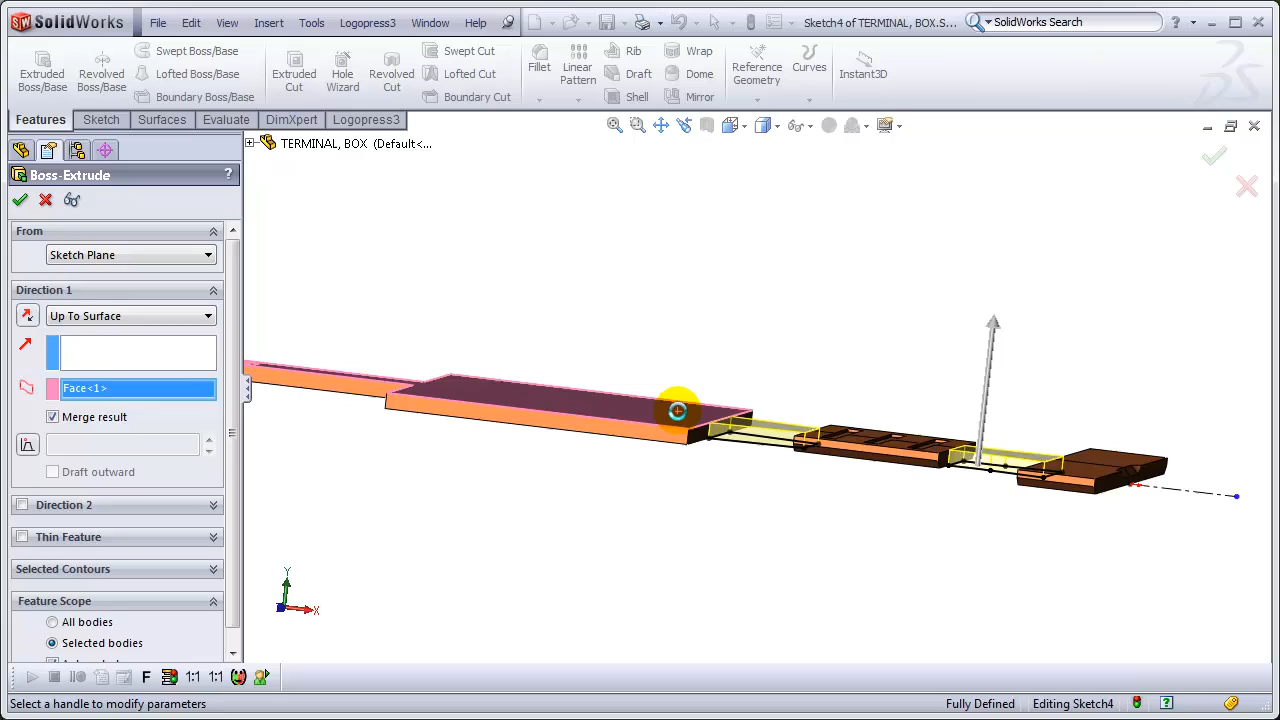 SolidWorks File Edit View Insert Tools Logopress3 Window Help Sketch4 of TERMINAL, BOX.S... SolidWorks Search ?
Extruded Boss/Base
Revolved Boss/Base
Swept Boss/Base
Lofted Boss/Base
Boundary Boss/Base
Extruded Cut
Hole Wizard
Revolved Cut
Swept Cut
Lofted Cut
Boundary Cut
Fillet
Linear Pattern
Rib
Draft
Shell
Wrap
Dome
Mirror
Reference Geometry
Curves
Instant3D
Features Sketch Surfaces Evaluate DimXpert Logopress3
TERMINAL, BOX (Default<...
Boss-Extrude ?
From
Sketch Plane
Direction 1
Up To Surface
Face<1>
Merge result
Draft outward
Direction 2
Thin Feature
Selected Contours
Feature Scope
All bodies
Selected bodies
Y
X
F 1:1 1:1
Select a handle to modify parameters Fully Defined Editing Sketch4 ?